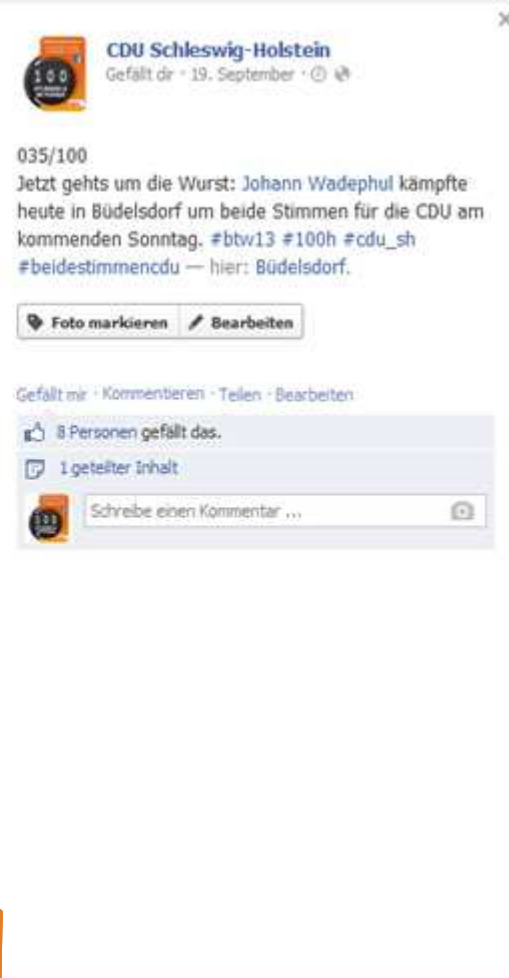 CDU Schleswig-Holstein
Gefällt dir · 19. September ·
035/100
Jetzt gehts um die Wurst: Johann Wadephul kämpfte
heute in Büdelsdorf um beide Stimmen für die CDU am
kommenden Sonntag. #btw13 #100h #cdu_sh
#beidestimmencdu — hier: Büdelsdorf.
Foto markieren Bearbeiten
Gefällt mir · Kommentieren · Teilen · Bearbeiten
8 Personen gefällt das.
1 geteilter Inhalt
Schreibe einen Kommentar ...
100